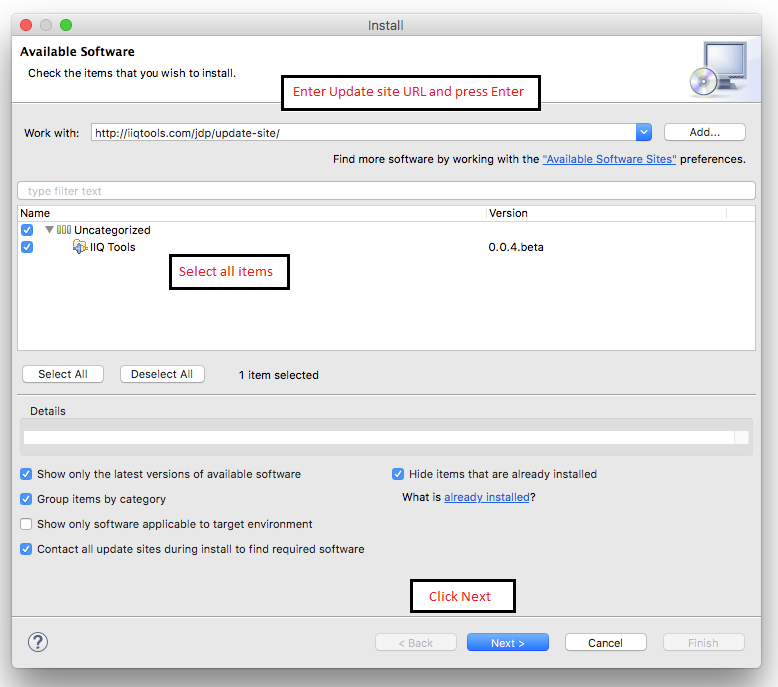 Install
Available Software
Check the items that you wish to install.
Enter Update site URL and press Enter
Work with: http://iiqtools.com/jdp/update-site/ Add...
Find more software by working with the "Available Software Sites" preferences.
type filter text
Name Version
Uncategorized
IIQ Tools 0.0.4.beta
Select all items
Select All Deselect All 1 item selected
Details
Show only the latest versions of available software Hide items that are already installed
Group items by category What is already installed?
Show only software applicable to target environment
Contact all update sites during install to find required software
Click Next
? < Back Next > Cancel Finish